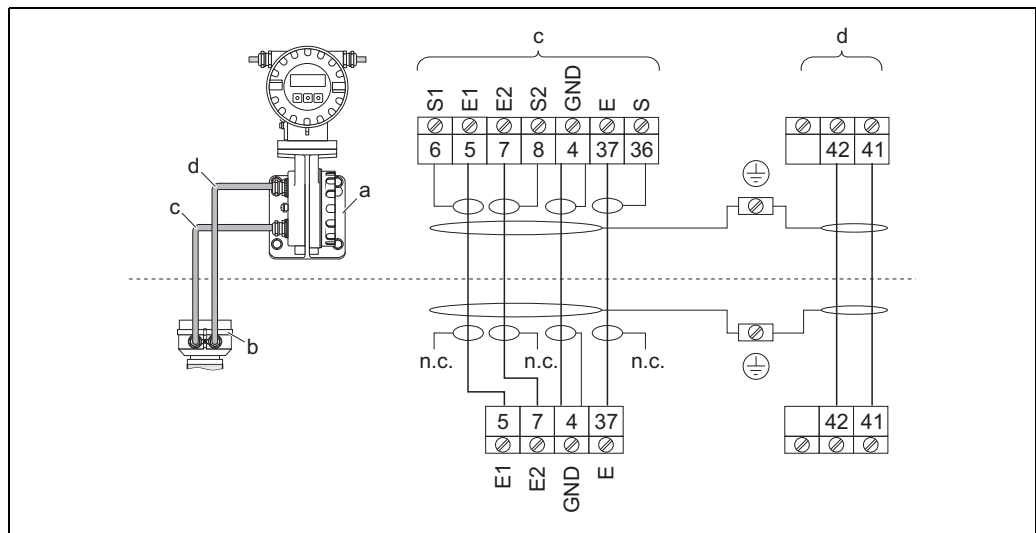 c
d
S1 E1 E2 S2 GND E S
6 5 7 8 4 37 36
42 41
d
a
c
b
n.c. n.c. n.c.
5 7 4 37
42 41
E1 E2 GND E